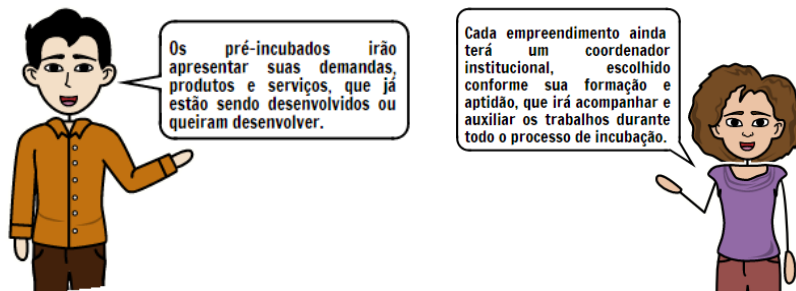 Os pré-incubados irão
apresentar suas demandas,
produtos e serviços, que já
estão sendo desenvolvidos ou
queiram desenvolver.
Cada empreendimento ainda
terá um coordenador
institucional, escolhido
conforme sua formação e
aptidão, que irá acompanhar e
auxiliar os trabalhos durante
todo o processo de incubação.